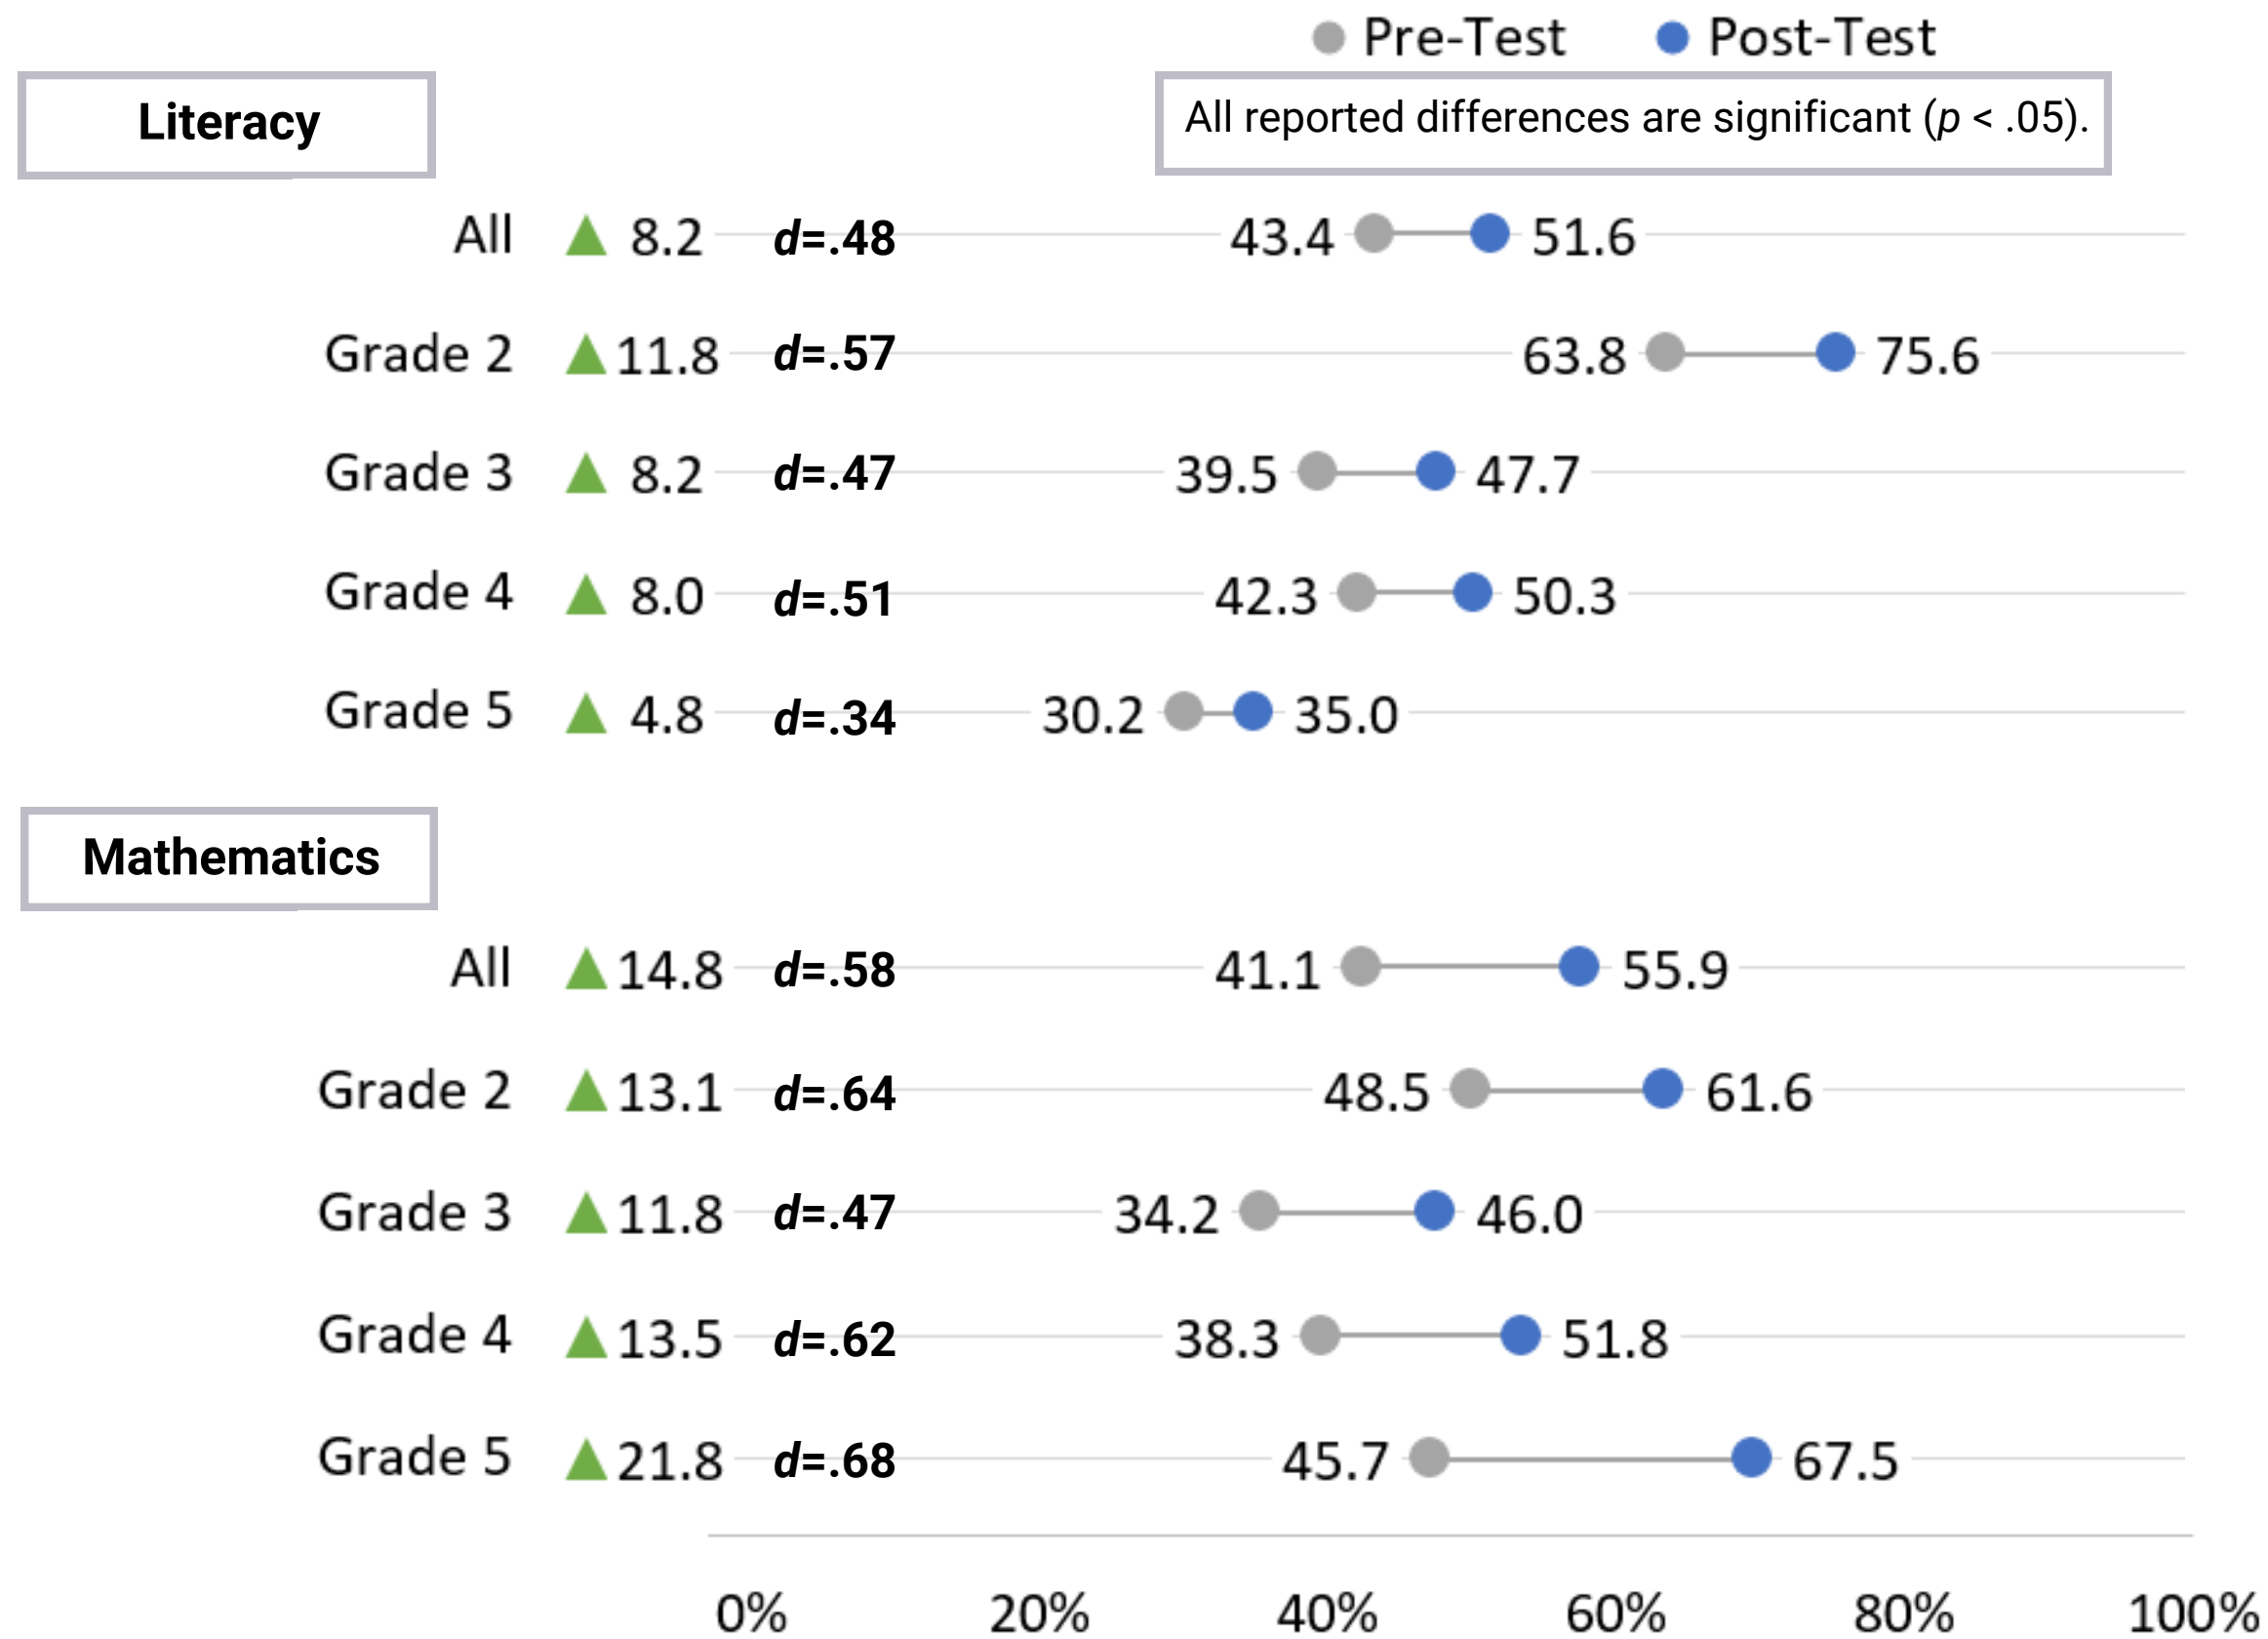 Pre-Test Post-Test
Literacy
All reported differences are significant (p < .05).
All 8.2 d=.48 43.4 51.6
Grade 2 11.8 d=.57 63.8 75.6
Grade 3 8.2 d=.47 39.5 47.7
Grade 4 8.0 d=.51 42.3 50.3
Grade 5 4.8 d=.34 30.2 35.0
Mathematics
All 14.8 d=.58 41.1 55.9
Grade 2 13.1 d=.64 48.5 61.6
Grade 3 11.8 d=.47 34.2 46.0
Grade 4 13.5 d=.62 38.3 51.8
Grade 5 21.8 d=.68 45.7 67.5
0% 20% 40% 60% 80% 100%